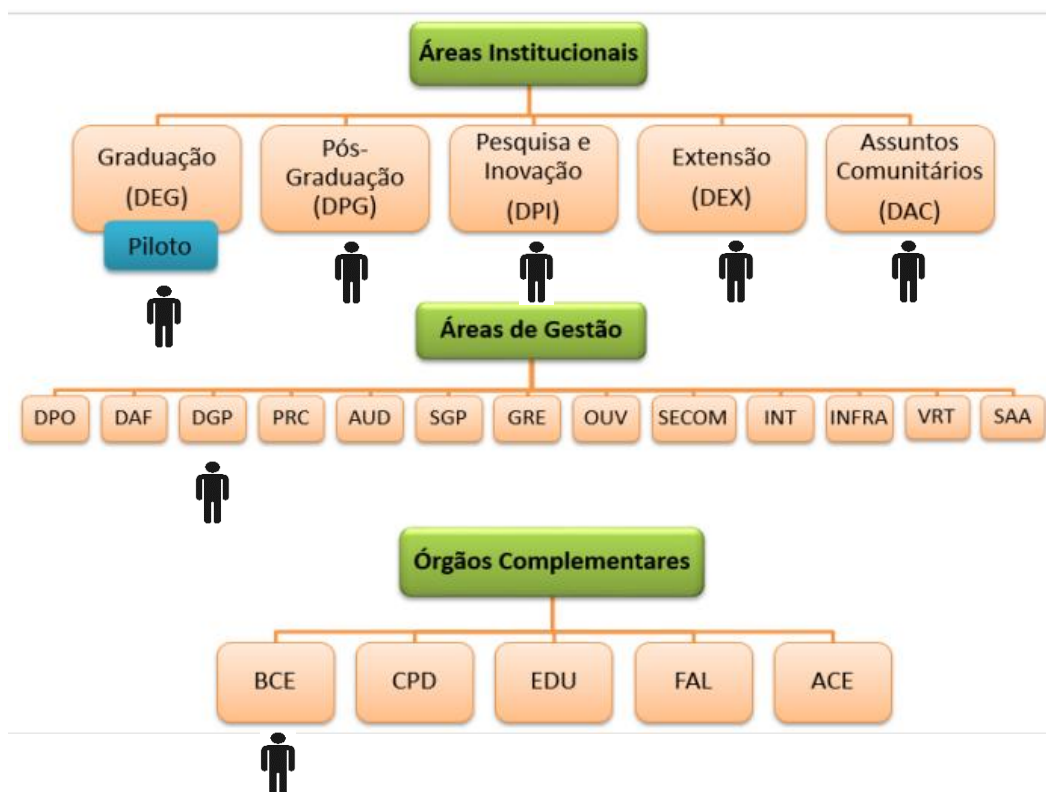 Áreas Institucionais
Graduação
(DEG)
Piloto
Pós-
Graduação
(DPG)
Pesquisa e
Inovação
(DPI)
Extensão
(DEX)
Assuntos
Comunitários
(DAC)
Áreas de Gestão
DPO
DAF
DGP
PRC
AUD
SGP
GRE
OUV
SECOM
INT
INFRA
VRT
SAA
Órgãos Complementares
BCE
CPD
EDU
FAL
ACE